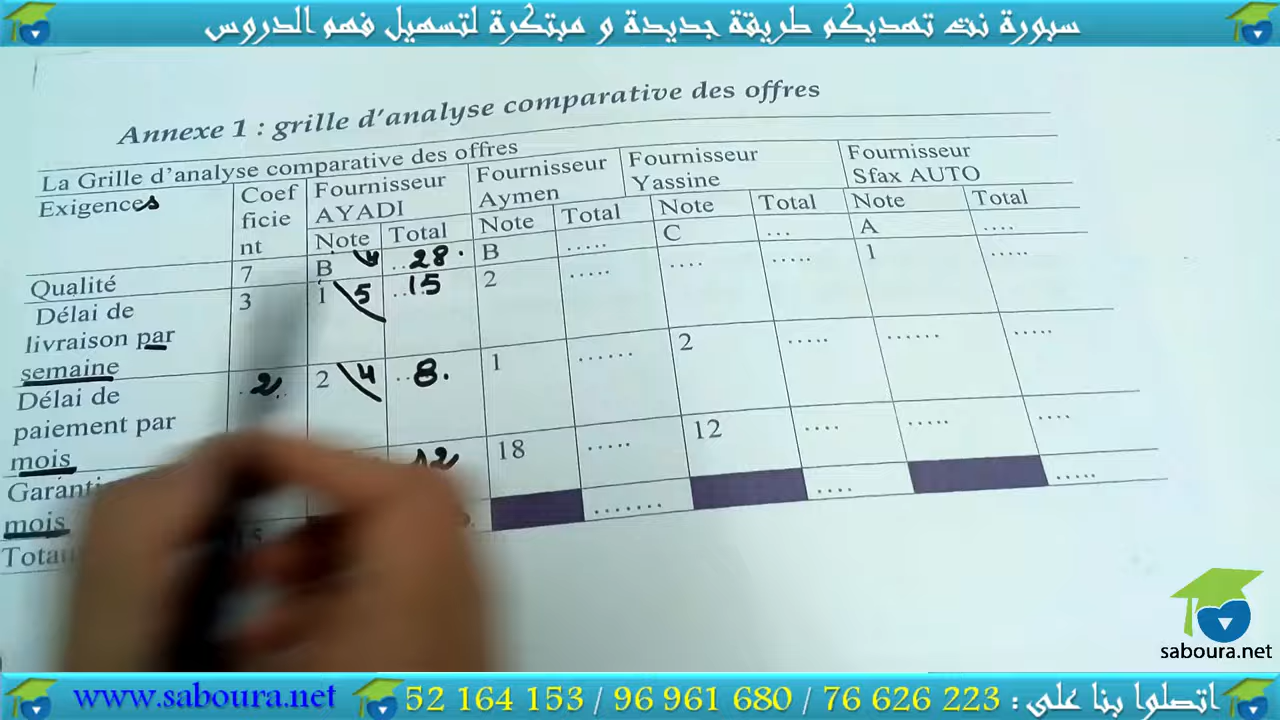 سبورة نت تهديكم طريقة جديدة و مبتكرة لتسهيل فهم الدروس
Annexe 1 : grille d'analyse comparative des offres
La Grille d'analyse comparative des offres
Exigences Coef ficie nt Fournisseur AYADI Fournisseur Aymen Fournisseur Yassine Fournisseur Sfax AUTO
Note Total Note Total Note Total Note Total
Qualité 7 B 4 ..28. B ..... C ... A ....
Délai de livraison par semaine 3 1 5 ..15 2 ..... .... ..... 1 .....
Délai de paiement par mois .2.. 2 4 ..8. 1 ...... 2 ..... ...... .....
mois 12 18 ..... 12 .... ..... ....
....... .... .....
saboura.net
www.saboura.net 52 164 153 / 96 961 680 / 76 626 223 : اتصلوا بنا على